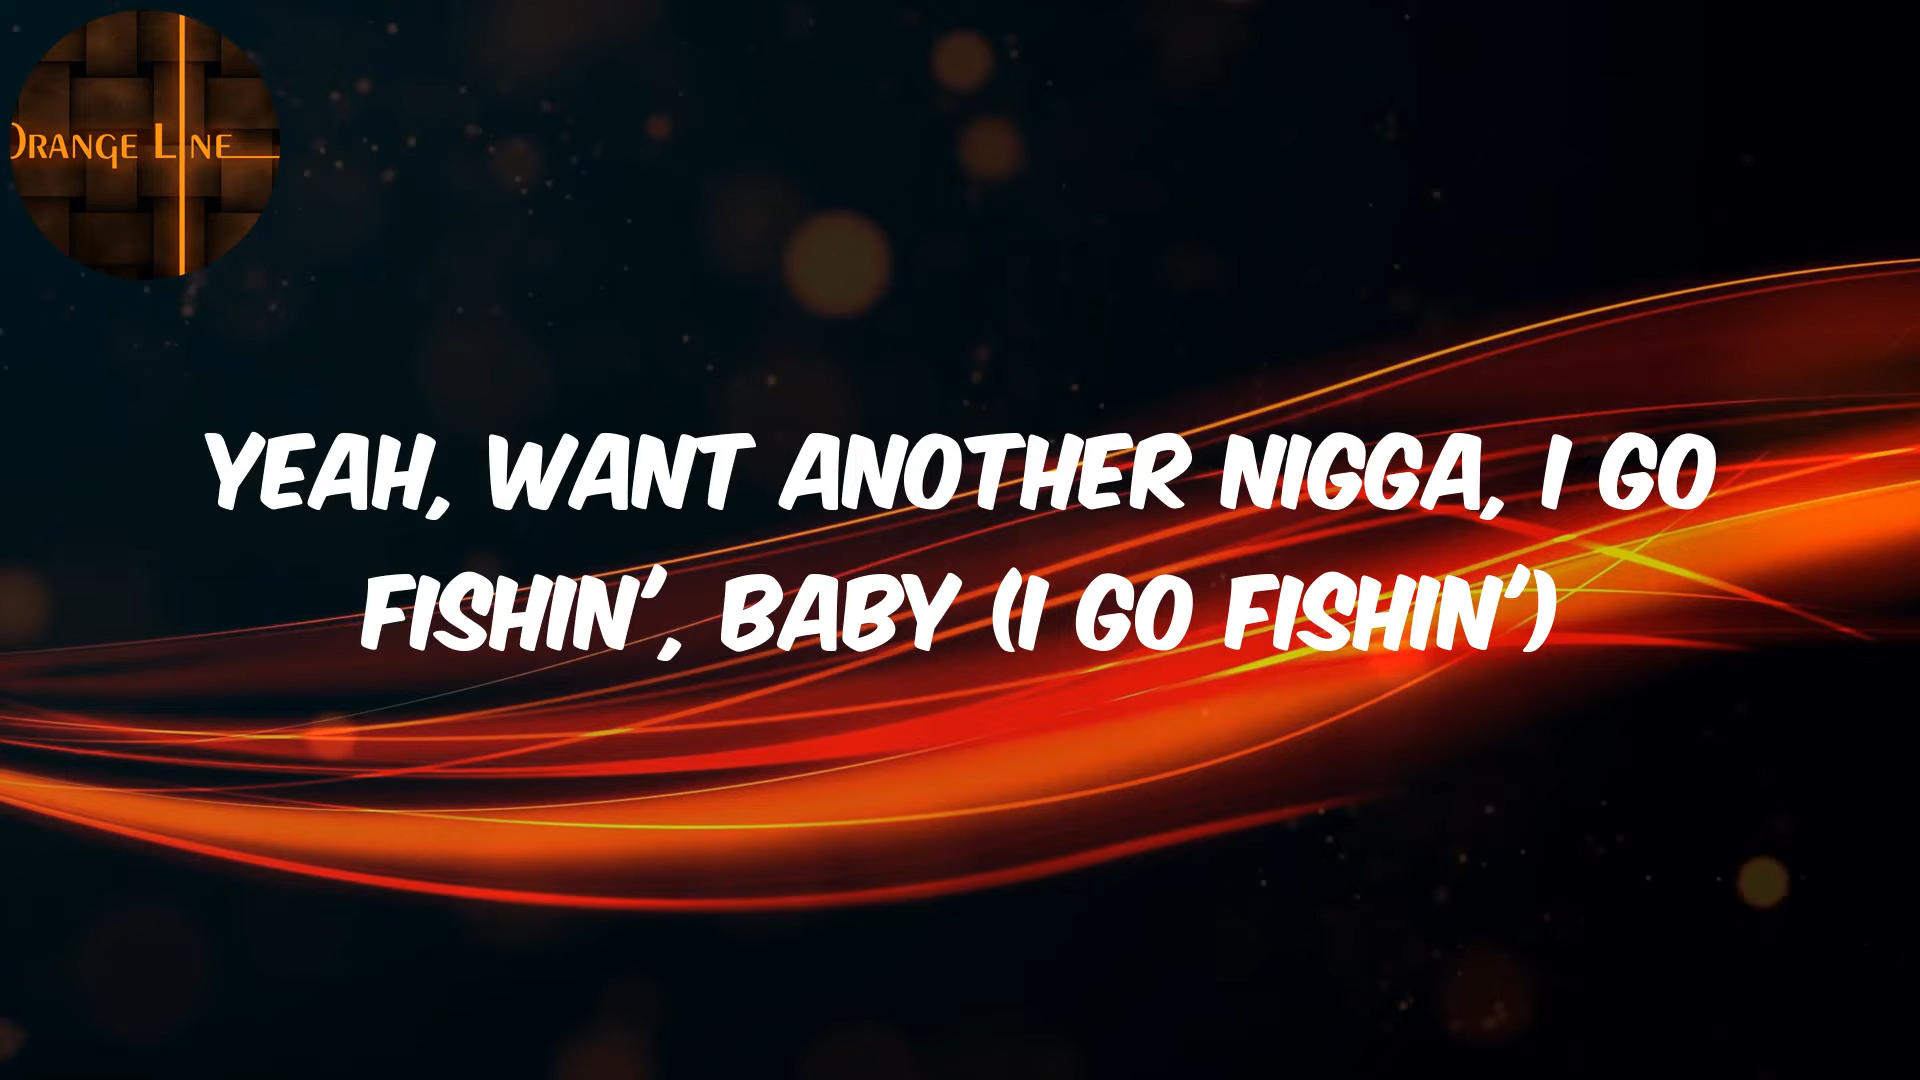 ORANGE LINE
YEAH, WANT ANOTHER NIGGA, I GO
FISHIN', BABY (I GO FISHIN')